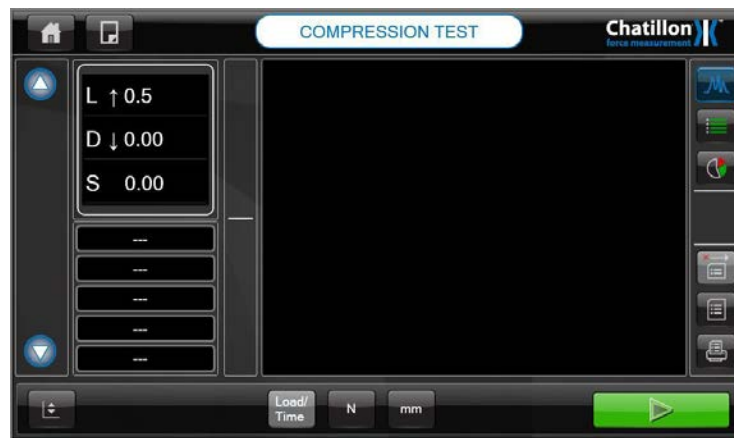 COMPRESSION TEST
Chatillon
force measurement
L ↑ 0.5
D ↓ 0.00
S 0.00
---
---
---
---
---
Load/
Time
N
mm